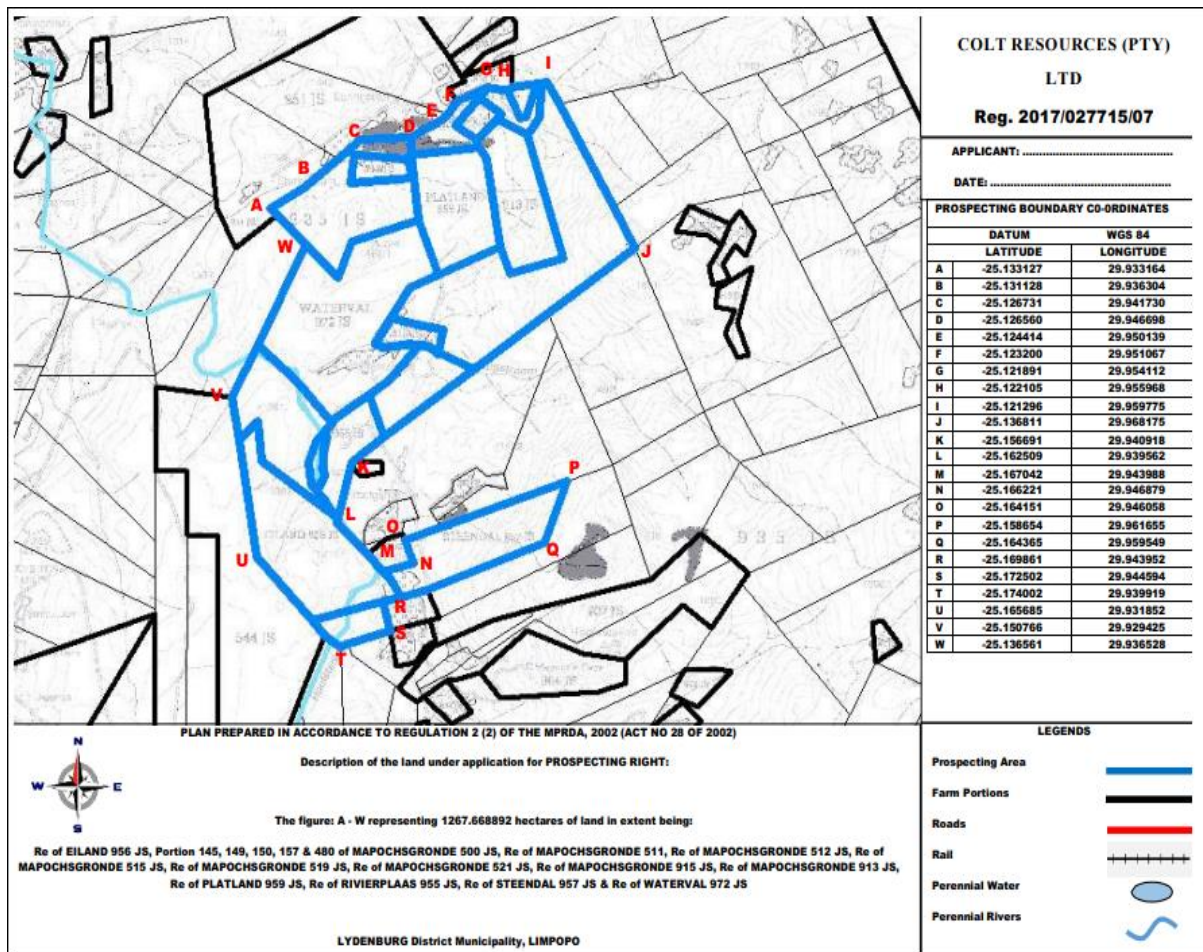 COLT RESOURCES (PTY)
LTD
Reg. 2017/027715/07
APPLICANT: ............................................
DATE: ......................................................
PROSPECTING BOUNDARY C0-0RDINATES
DATUM WGS 84
LATITUDE LONGITUDE
A -25.133127 29.933164
B -25.131128 29.936304
C -25.126731 29.941730
D -25.126560 29.946698
E -25.124414 29.950139
F -25.123200 29.951067
G -25.121891 29.954112
H -25.122105 29.955968
I -25.121296 29.959775
J -25.136811 29.968175
K -25.156691 29.940918
L -25.162509 29.939562
M -25.167042 29.943988
N -25.166221 29.946879
O -25.164151 29.946058
P -25.158654 29.961655
Q -25.164365 29.959549
R -25.169861 29.943952
S -25.172502 29.944594
T -25.174002 29.939919
U -25.165685 29.931852
V -25.150766 29.929425
W -25.136561 29.936528
G H I
F
E
D
C
B
A
W
J
V
K
P
L
O
M
N
Q
U
R
S
T
PLATLAND
WATERVAL
972 JS
544 JS
PLAN PREPARED IN ACCORDANCE TO REGULATION 2 (2) OF THE MPRDA, 2002 (ACT NO 28 OF 2002)
Description of the land under application for PROSPECTING RIGHT:
N
W E
S
The figure: A - W representing 1267.668892 hectares of land in extent being:
Re of EILAND 956 JS, Portion 145, 149, 150, 157 & 480 of MAPOCHSGRONDE 500 JS, Re of MAPOCHSGRONDE 511, Re of MAPOCHSGRONDE 512 JS, Re of
MAPOCHSGRONDE 515 JS, Re of MAPOCHSGRONDE 519 JS, Re of MAPOCHSGRONDE 521 JS, Re of MAPOCHSGRONDE 915 JS, Re of MAPOCHSGRONDE 913 JS,
Re of PLATLAND 959 JS, Re of RIVIERPLAAS 955 JS, Re of STEENDAL 957 JS & Re of WATERVAL 972 JS
LYDENBURG District Municipality, LIMPOPO
LEGENDS
Prospecting Area
Farm Portions
Roads
Rail
Perennial Water
Perennial Rivers